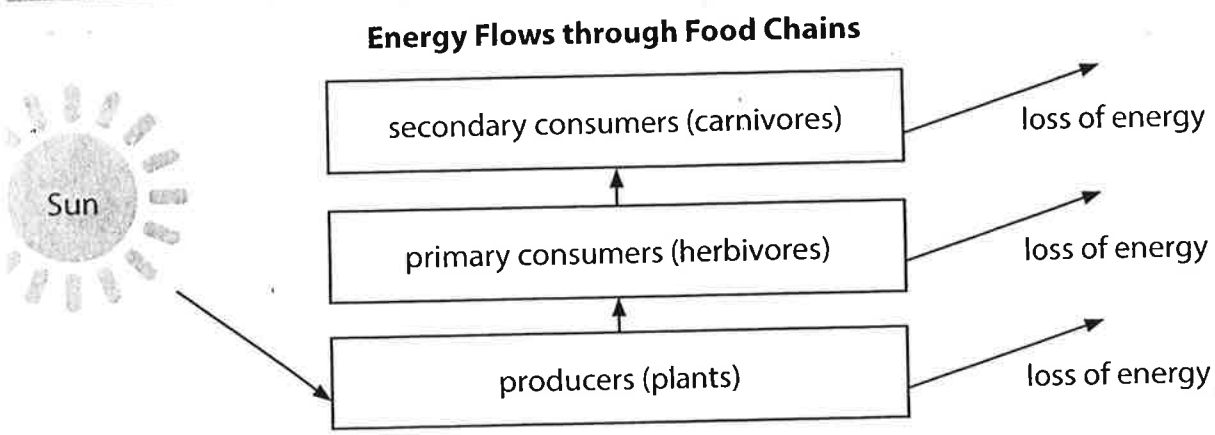 Energy Flows through Food Chains
secondary consumers (carnivores)
loss of energy
Sun
primary consumers (herbivores)
loss of energy
producers (plants)
loss of energy